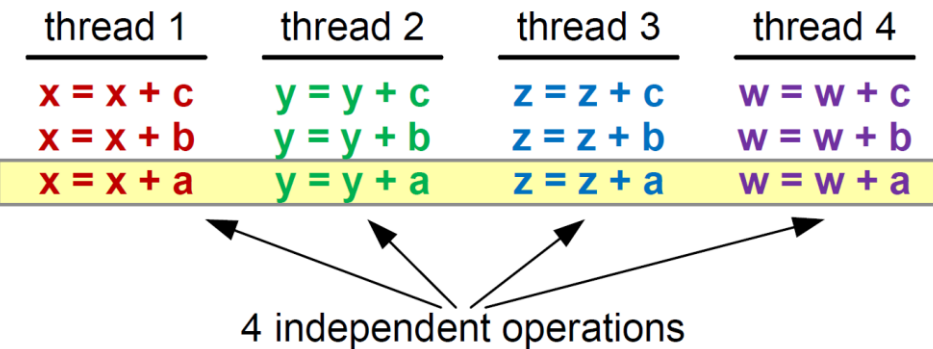 thread 1 thread 2 thread 3 thread 4
x = x + c y = y + c z = z + c w = w + c
x = x + b y = y + b z = z + b w = w + b
x = x + a y = y + a z = z + a w = w + a
4 independent operations